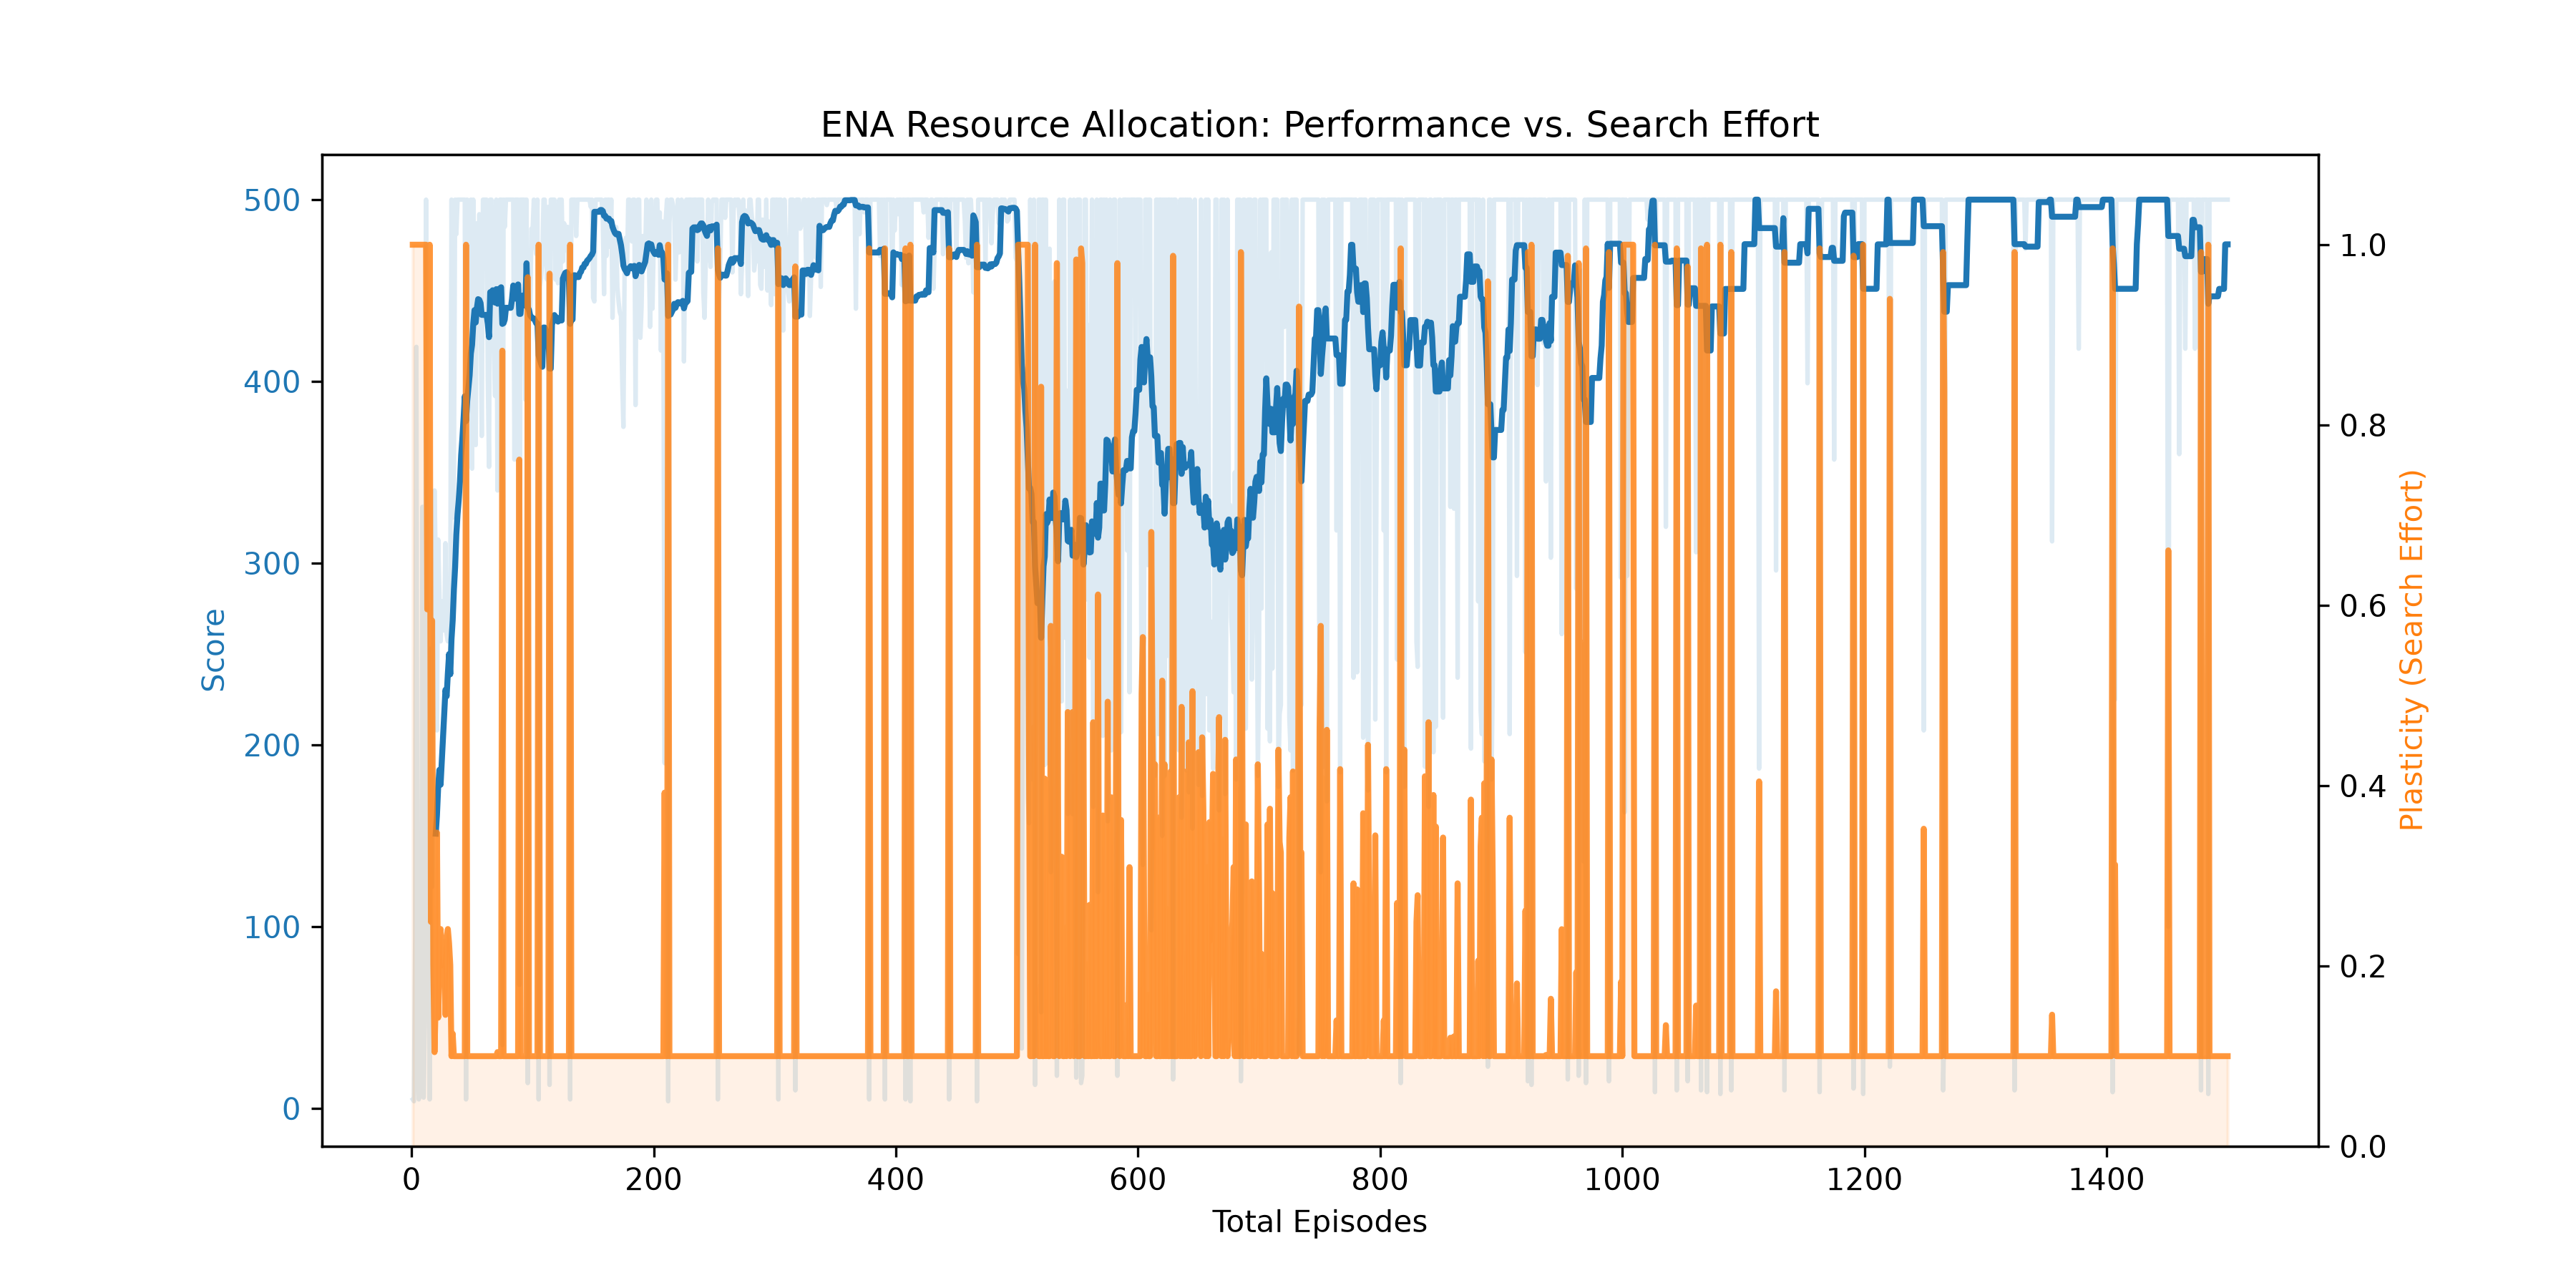 ENA Resource Allocation: Performance vs. Search Effort
500
400
300
200
100
0
Score
1.0
0.8
0.6
0.4
0.2
0.0
Plasticity (Search Effort)
0 200 400 600 800 1000 1200 1400
Total Episodes